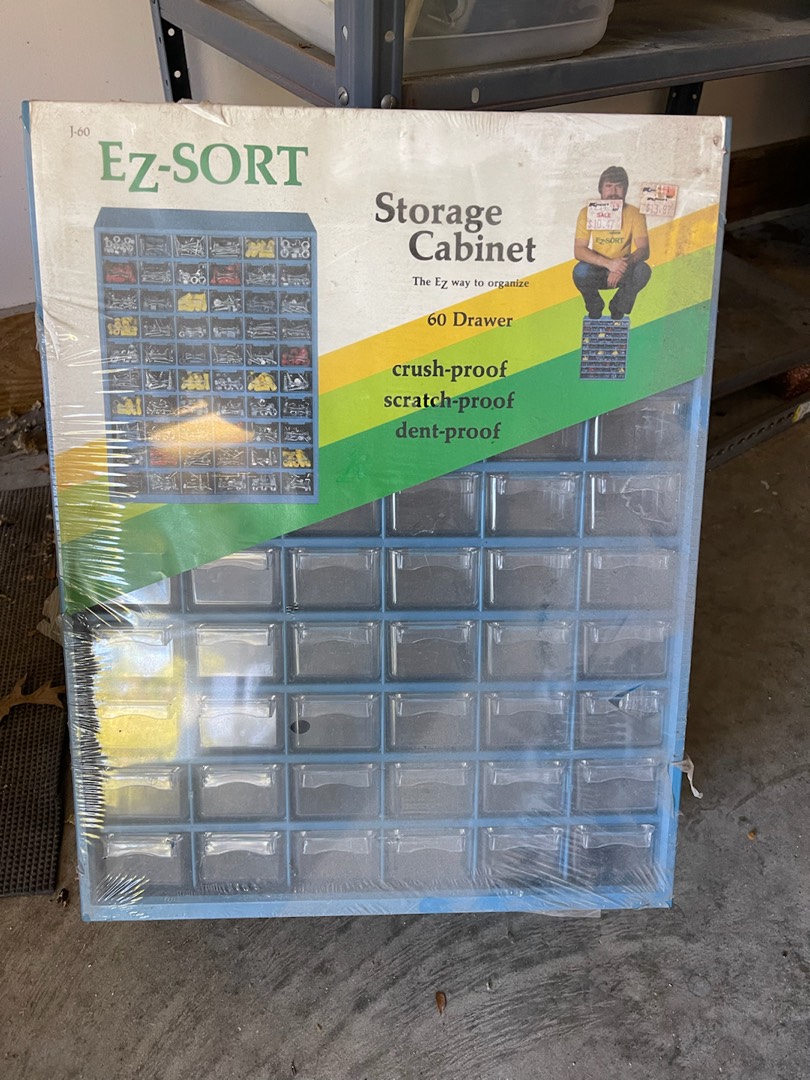 J-60
EZ-SORT
Storage
Cabinet
The EZ way to organize
60 Drawer
crush-proof
scratch-proof
dent-proof
EZ-SORT
SALE